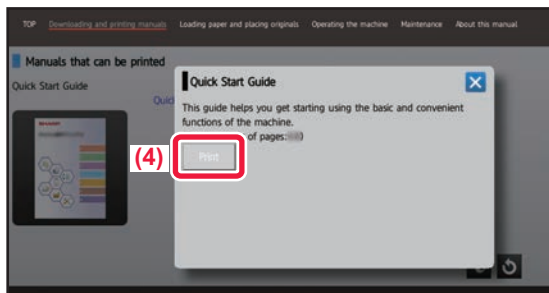 TOP Downloading and printing manuals Loading paper and placing originals Operating the machine Maintenance About this manual
Manuals that can be printed
Quick Start Guide
Quick Start Guide
Quic
This guide helps you get starting using the basic and convenient
functions of the machine.
of pages:
(4)
Print
SHARP